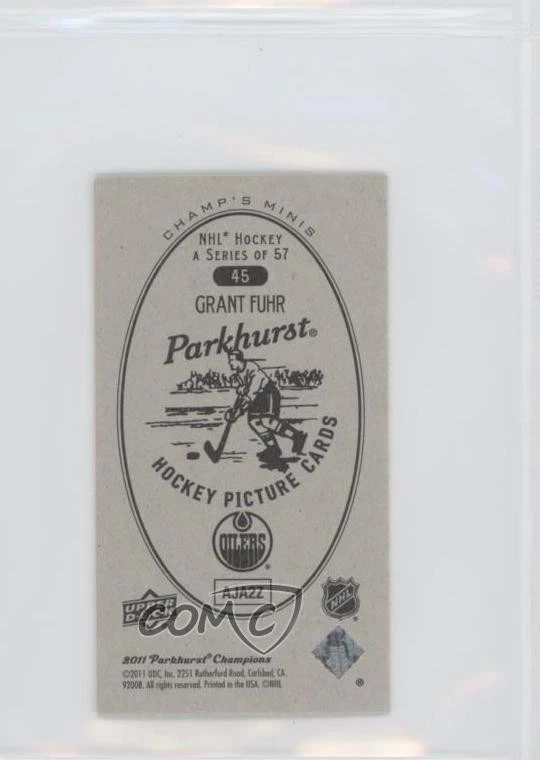 CHAMP'S MINIS
NHL® HOCKEY
A SERIES OF 57
45
GRANT FUHR
Parkhurst®
HOCKEY PICTURE CARDS
OILERS®
AJA2Z
UPPER DECK
COMC
NHL
2011 Parkhurst® Champions
©2011 UDC, Inc. 2251 Rutherford Road, Carlsbad, CA.
92008. All rights reserved. Printed in the USA. ©NHL
®